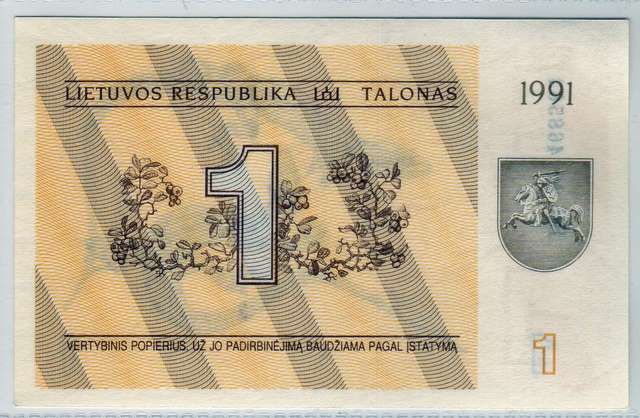 LIETUVOS RESPUBLIKA TALONAS
1991
1
VERTYBINIS POPIERIUS. UŽ JO PADIRBINĖJIMĄ BAUDŽIAMA PAGAL ĮSTATYMĄ
1